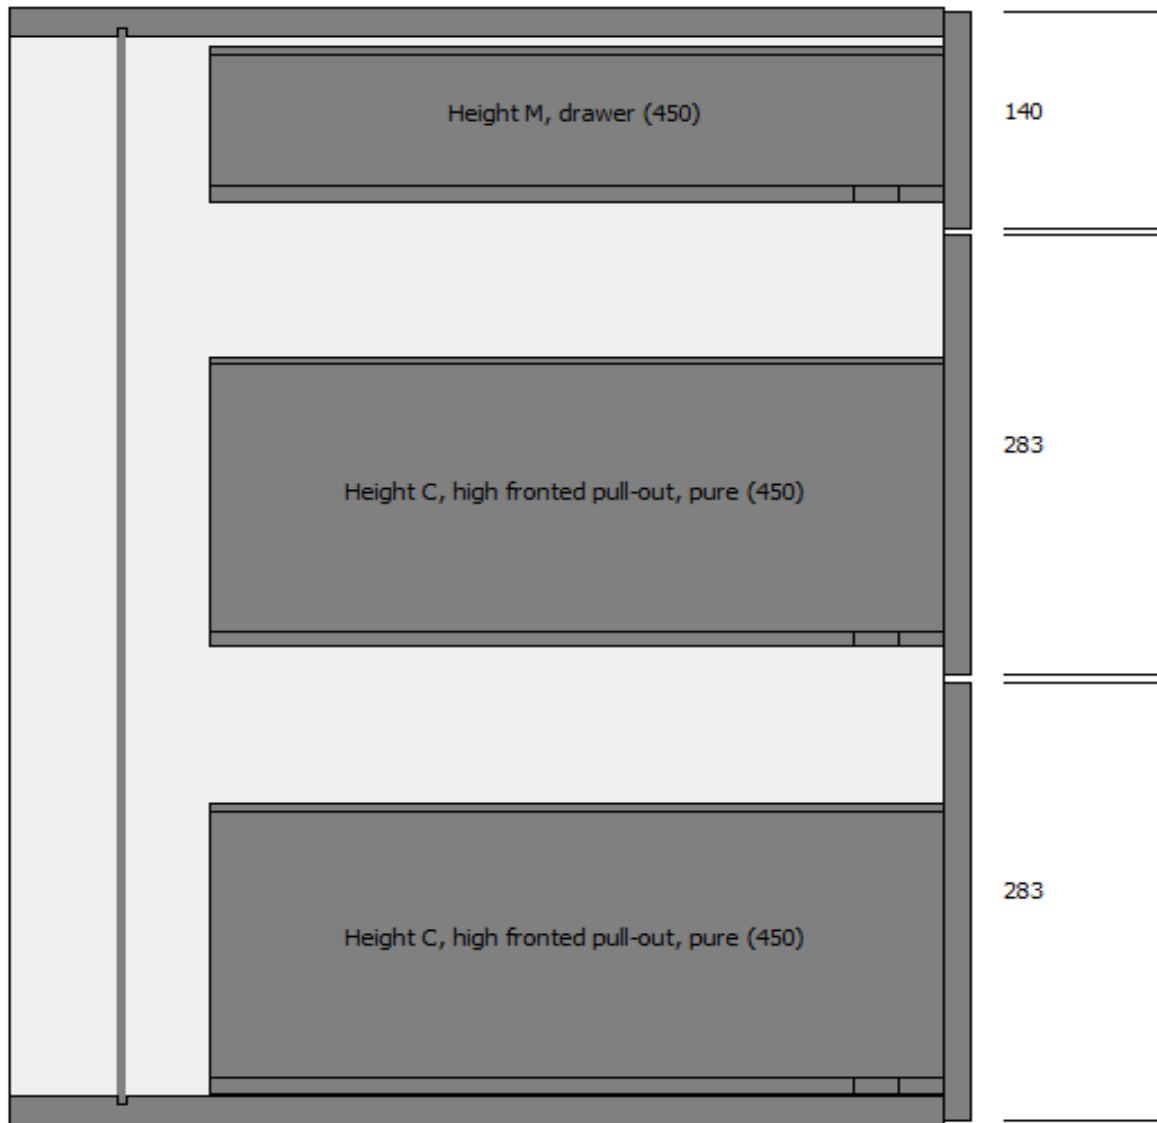 Height M, drawer (450)
140
283
Height C, high fronted pull-out, pure (450)
283
Height C, high fronted pull-out, pure (450)